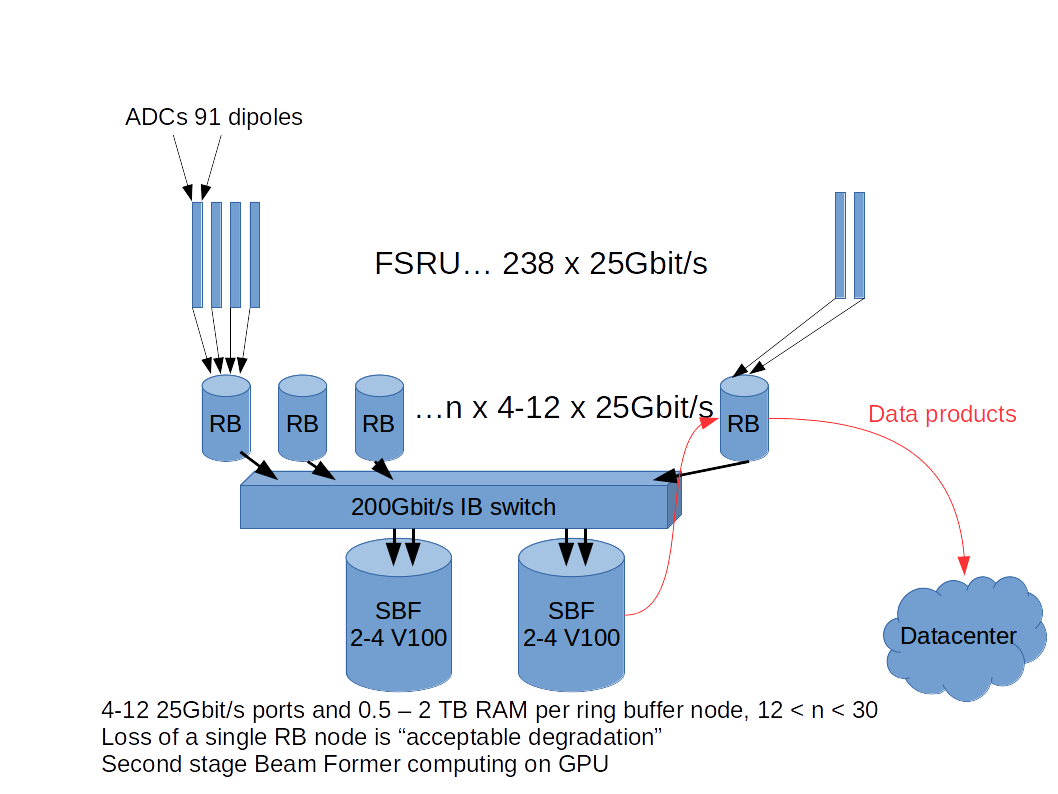 ADCs 91 dipoles
FSRU… 238 x 25Gbit/s
RB
RB
RB
…n x 4-12 x 25Gbit/s
RB
Data products
200Gbit/s IB switch
SBF
2-4 V100
SBF
2-4 V100
Datacenter
4-12 25Gbit/s ports and 0.5 – 2 TB RAM per ring buffer node, 12 < n < 30
Loss of a single RB node is “acceptable degradation”
Second stage Beam Former computing on GPU